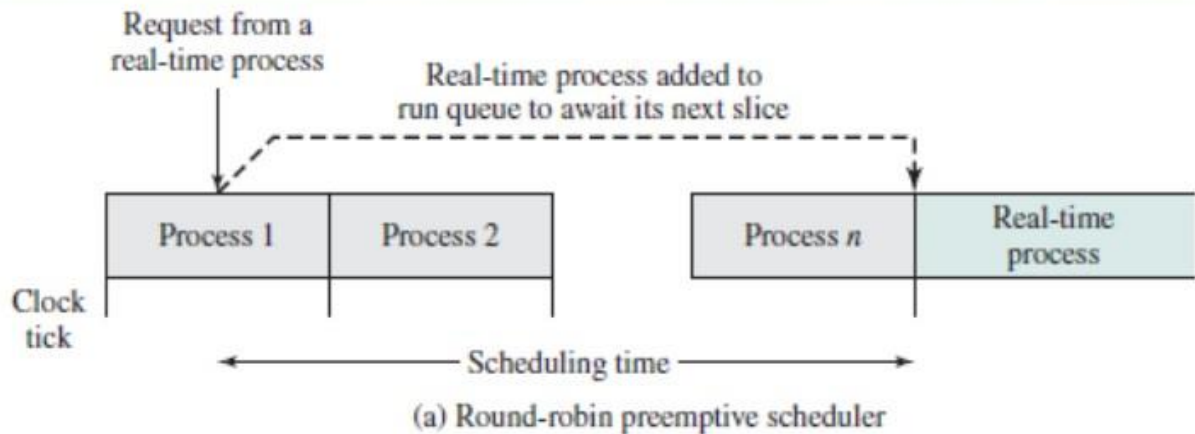 Request from a
real-time process
Real-time process added to
run queue to await its next slice
Process 1
Process 2
Process n
Real-time
process
Clock
tick
Scheduling time
(a) Round-robin preemptive scheduler